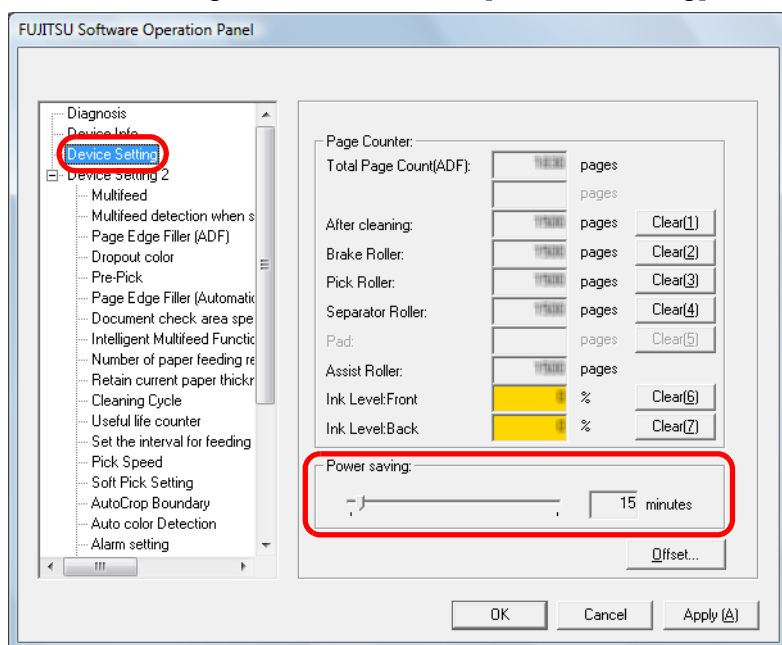 FUJITSU Software Operation Panel
Diagnosis
Device Info
Device Setting
Device Setting 2
Multifeed
Multifeed detection when s
Page Edge Filler (ADF)
Dropout color
Pre-Pick
Page Edge Filler (Automatic
Document check area spe
Intelligent Multifeed Functic
Number of paper feeding re
Retain current paper thickr
Cleaning Cycle
Useful life counter
Set the interval for feeding
Pick Speed
Soft Pick Setting
AutoCrop Boundary
Auto color Detection
Alarm setting
Page Counter:
Total Page Count(ADF): pages
pages
After cleaning: pages Clear(1)
Brake Roller: pages Clear(2)
Pick Roller: pages Clear(3)
Separator Roller: pages Clear(4)
Pad: pages Clear(5)
Assist Roller: pages
Ink Level:Front % Clear(6)
Ink Level:Back % Clear(7)
Power saving:
15 minutes
Offset...
OK Cancel Apply (A)